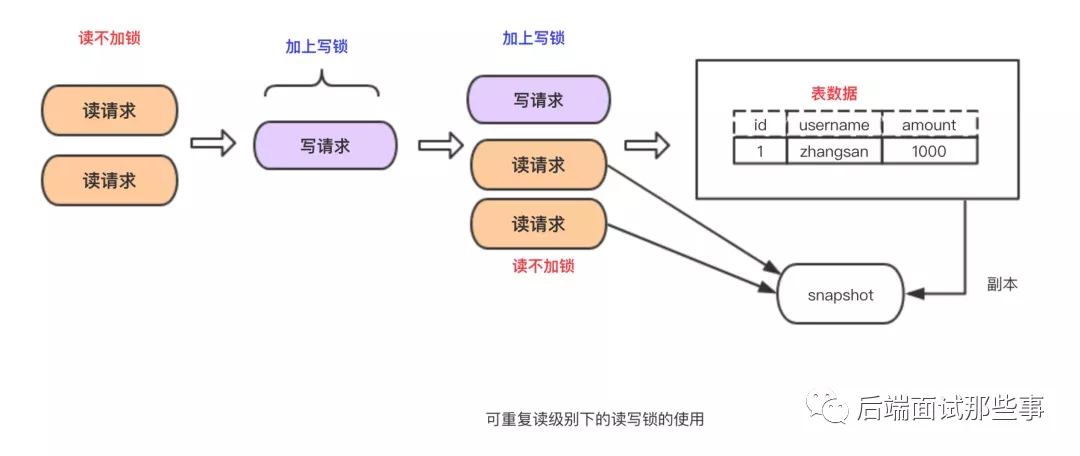 读不加锁
读请求
读请求
加上写锁
写请求
加上写锁
写请求
读请求
读请求
读不加锁
表数据
id username amount
1 zhangsan 1000
snapshot
副本
可重复读级别下的读写锁的使用
后端面试那些事